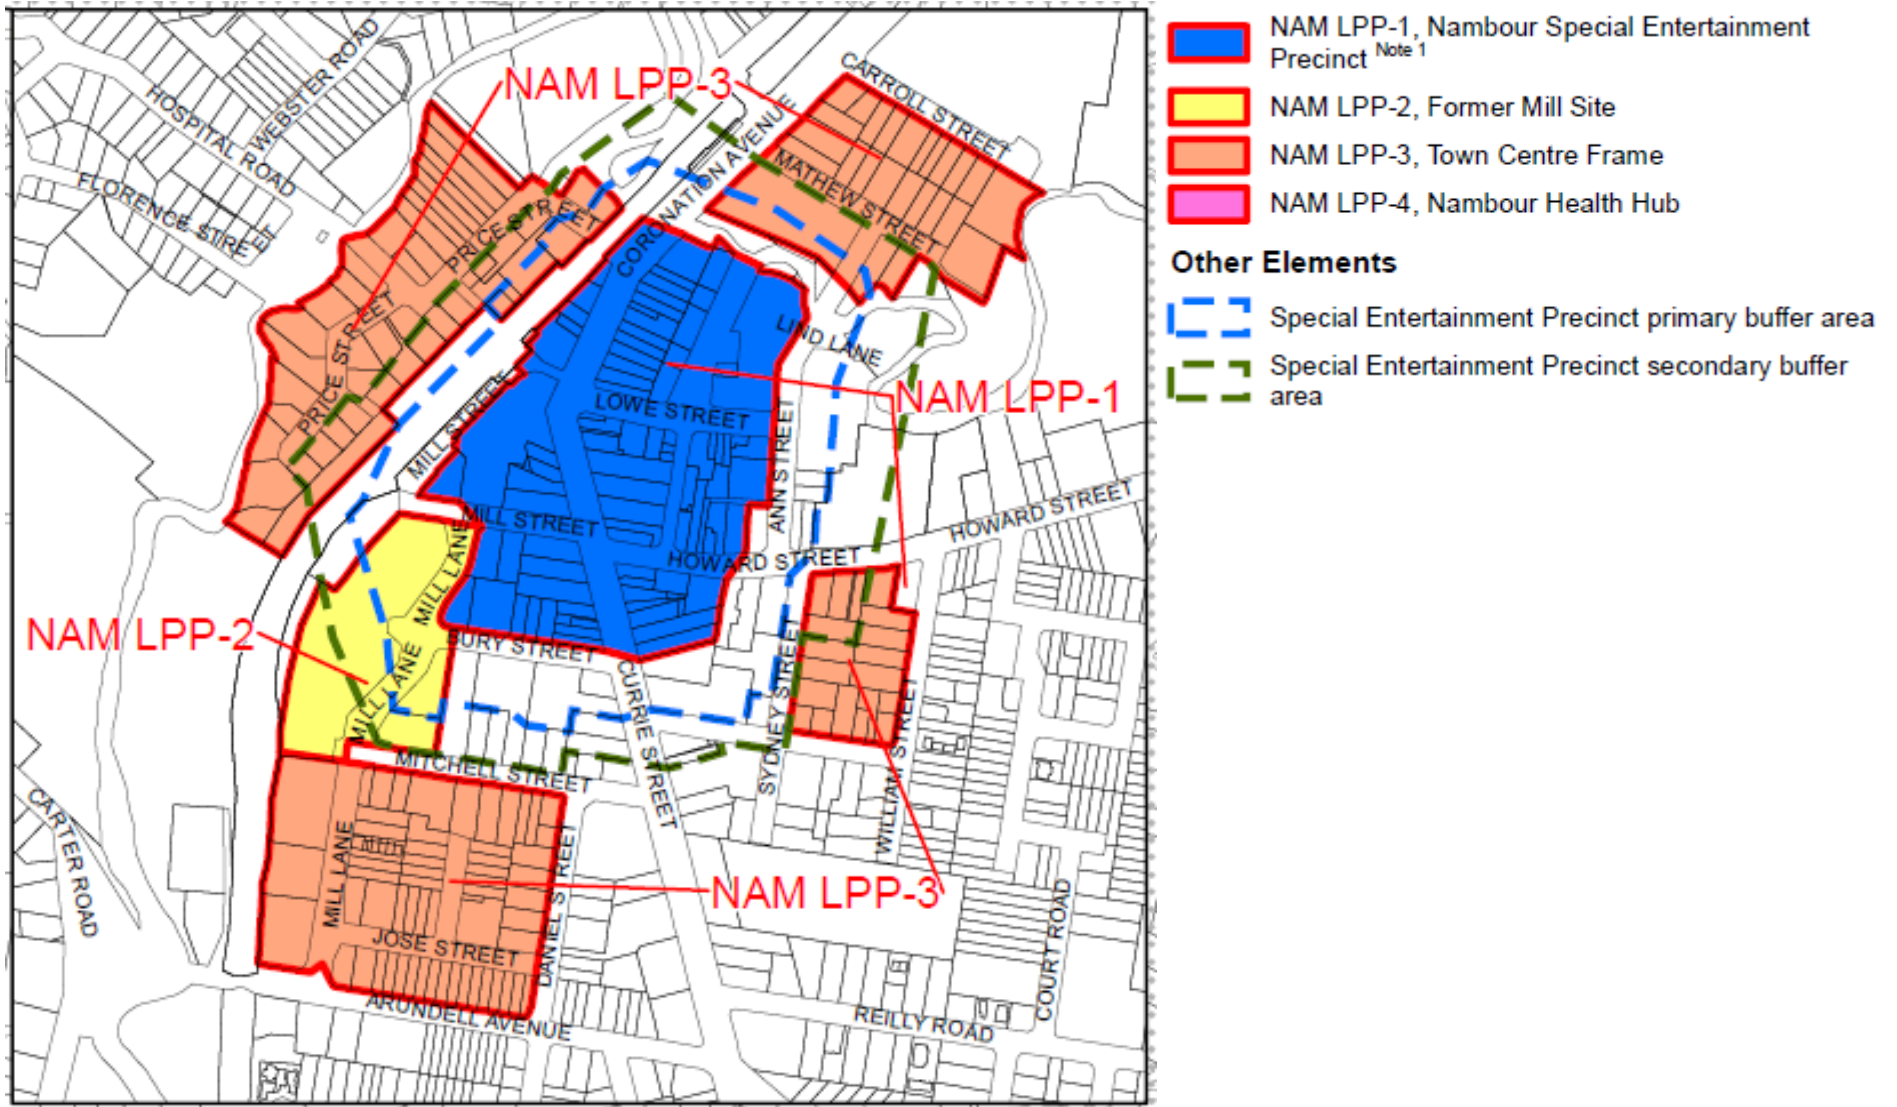 WEBSTER ROAD
HOSPITAL ROAD
FLORENCE STREET
NAM LPP-3
CARROLL STREET
CORONATION AVENUE
MATHEW STREET
PRICE STREET
PRICE STREET
PRICE STREET
LIND LANE
MILL STREET
LOWE STREET
NAM LPP-1
ANN STREET
MILL STREET
HOWARD STREET
HOWARD STREET
MILL LANE
NAM LPP-2
BURY STREET
MILL LANE
MILL LANE
CURRIE STREET
SYDNEY STREET
WILLIAM STREET
MITCHELL STREET
CARTER ROAD
MILL LANE
DANIEL STREET
NAM LPP-3
JOSE STREET
COURT ROAD
ARUNDELL AVENUE
REILLY ROAD
NAM LPP-1, Nambour Special Entertainment
Precinct Note 1
NAM LPP-2, Former Mill Site
NAM LPP-3, Town Centre Frame
NAM LPP-4, Nambour Health Hub
Other Elements
Special Entertainment Precinct primary buffer area
Special Entertainment Precinct secondary buffer
area